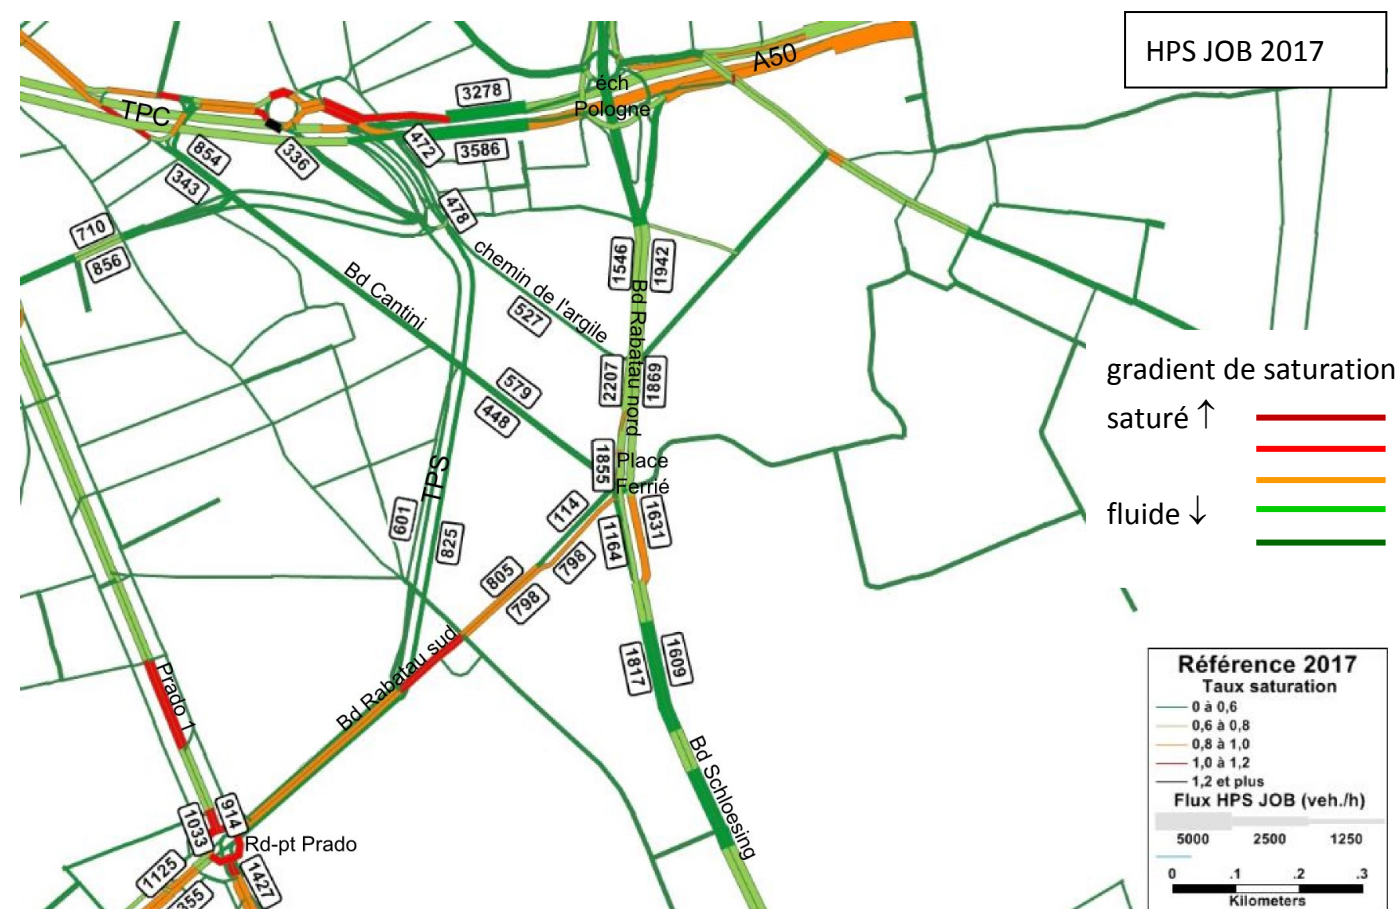 HPS JOB 2017
A50
éch
Pologne
TPC
3278
3586
472
336
854
343
478
710
856
chemin de l'argile
527
Bd Cantini
1546
1942
Bd Rabatau nord
2207
1869
579
448
1855
Place
Ferrié
gradient de saturation
saturé ↑
fluide ↓
TPS
601
825
114
798
1164
1631
805
798
Bd Rabatau sud
1817
1609
Prado 1
Bd Schloesing
1033
914
Rd-pt Prado
1125
355
1427
Référence 2017
Taux saturation
0 à 0,6
0,6 à 0,8
0,8 à 1,0
1,0 à 1,2
1,2 et plus
Flux HPS JOB (veh./h)
5000 2500 1250
0 .1 .2 .3
Kilometers